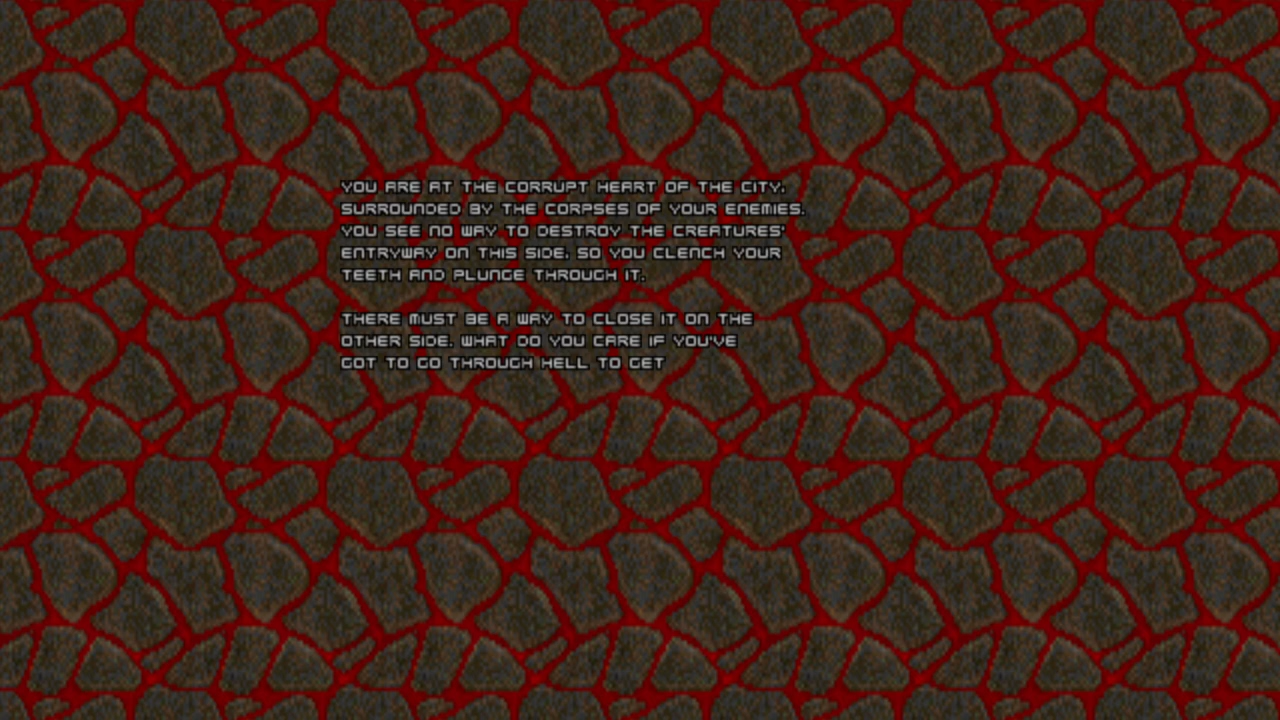 YOU ARE AT THE CORRUPT HEART OF THE CITY,
SURROUNDED BY THE CORPSES OF YOUR ENEMIES.
YOU SEE NO WAY TO DESTROY THE CREATURES'
ENTRYWAY ON THIS SIDE, SO YOU CLENCH YOUR
TEETH AND PLUNGE THROUGH IT.
THERE MUST BE A WAY TO CLOSE IT ON THE
OTHER SIDE. WHAT DO YOU CARE IF YOU'VE
GOT TO GO THROUGH HELL TO GET